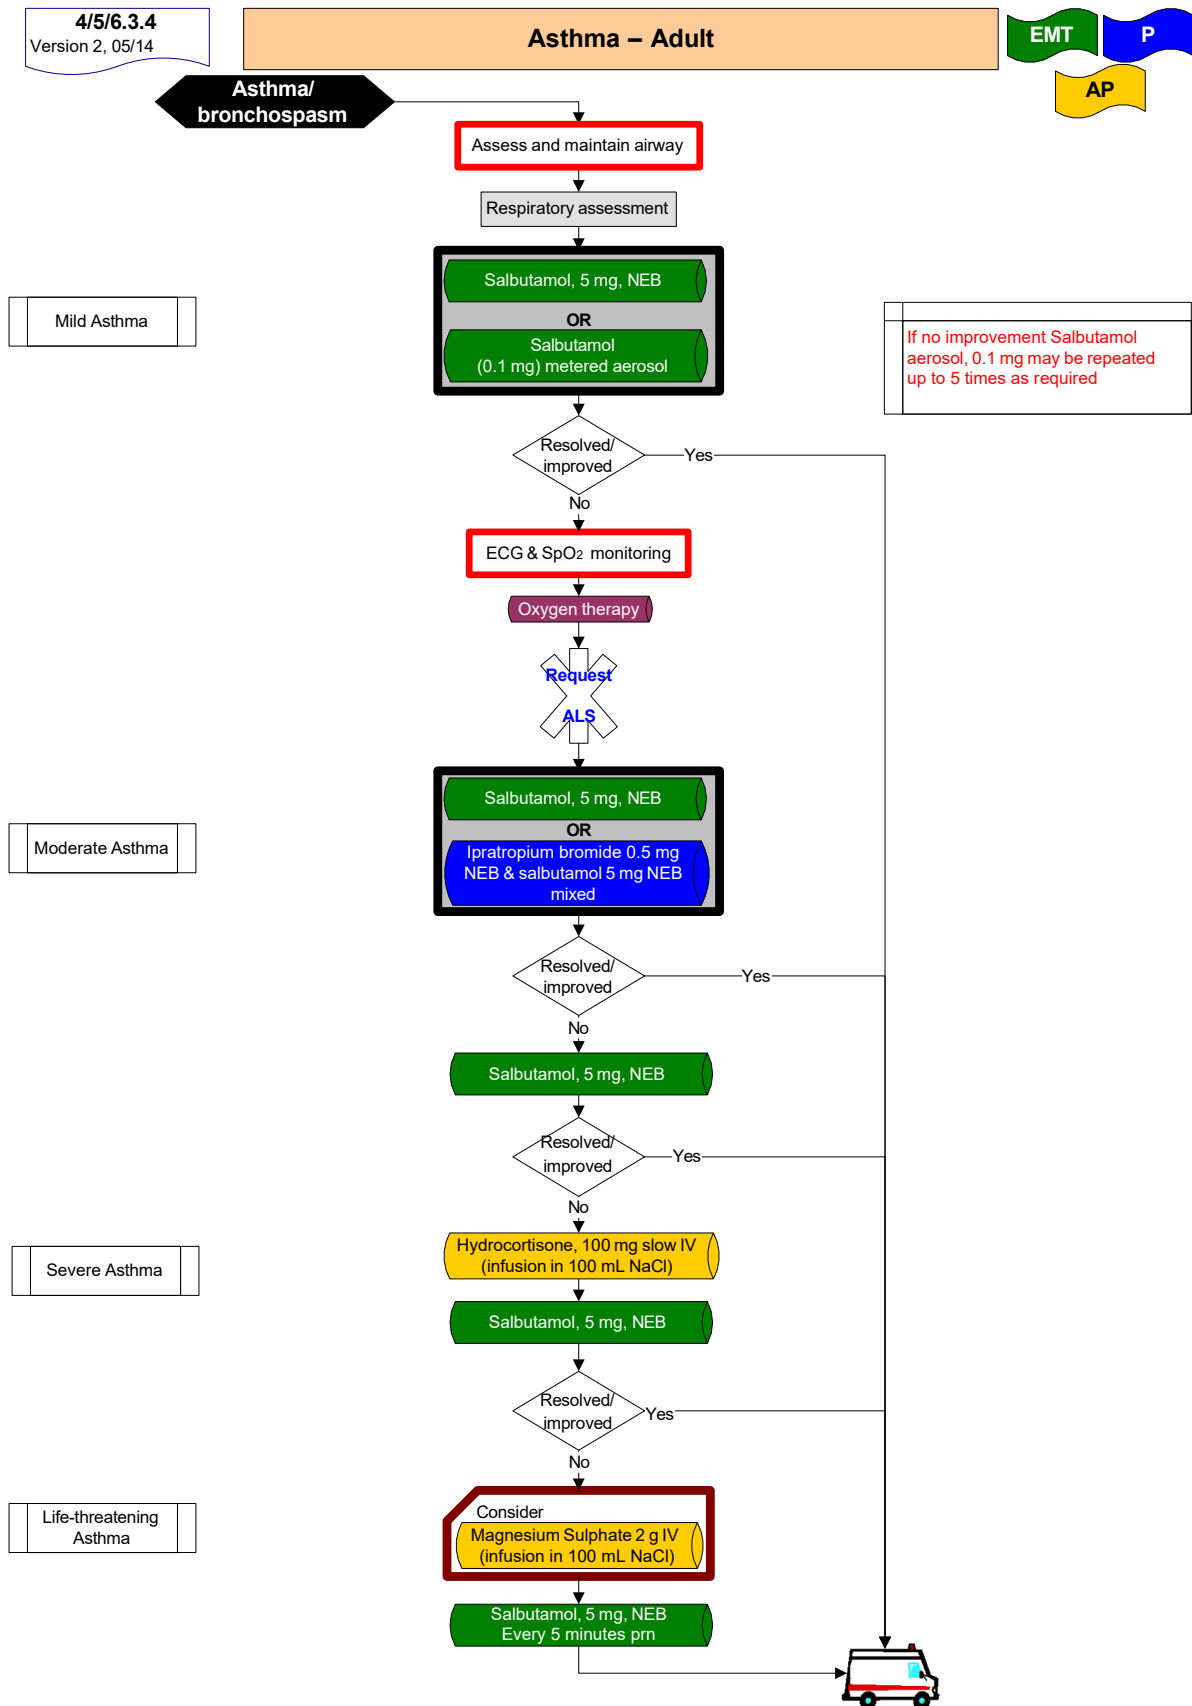 4/5/6.3.4
Version 2, 05/14
Asthma – Adult
EMT
P
AP
Asthma/
bronchospasm
Assess and maintain airway
Respiratory assessment
Salbutamol, 5 mg, NEB
OR
Salbutamol
(0.1 mg) metered aerosol
Mild Asthma
If no improvement Salbutamol
aerosol, 0.1 mg may be repeated
up to 5 times as required
Resolved/
improved
Yes
No
ECG & SpO2 monitoring
Oxygen therapy
Request
ALS
Salbutamol, 5 mg, NEB
OR
Ipratropium bromide 0.5 mg
NEB & salbutamol 5 mg NEB
mixed
Moderate Asthma
Resolved/
improved
Yes
No
Salbutamol, 5 mg, NEB
Resolved/
improved
Yes
No
Hydrocortisone, 100 mg slow IV
(infusion in 100 mL NaCl)
Severe Asthma
Salbutamol, 5 mg, NEB
Resolved/
improved
Yes
No
Life-threatening
Asthma
Consider
Magnesium Sulphate 2 g IV
(infusion in 100 mL NaCl)
Salbutamol, 5 mg, NEB
Every 5 minutes prn